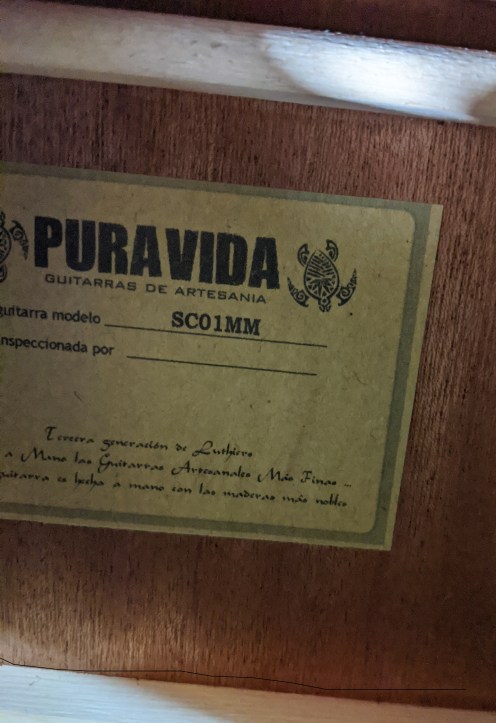 PURAVIDA
GUITARRAS DE ARTESANIA
guitarra modelo SC01MM
nspeccionada por
Tercera generación de Luthiers
a Mano las Guitarras Artesanales Más Finas -
guitarra es hecha a mano con las maderas más nobles